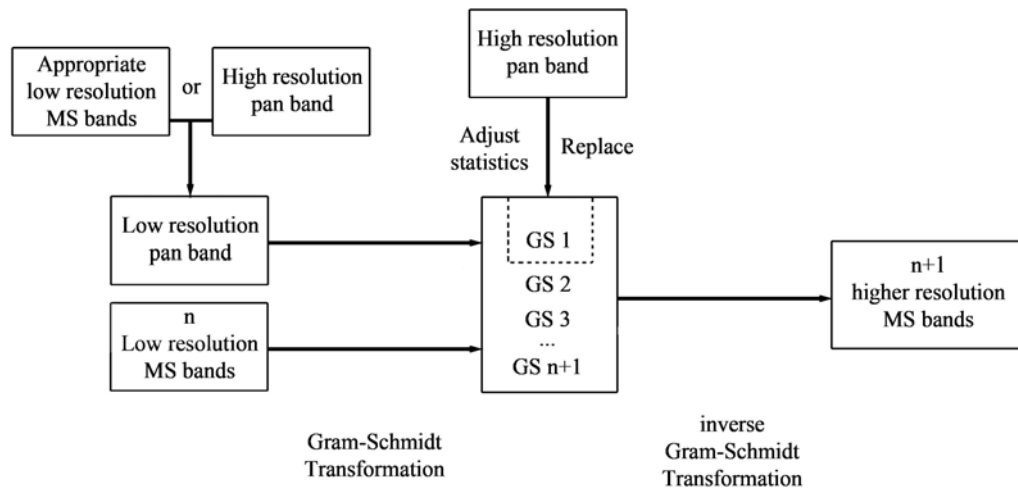 Appropriate
low resolution
MS bands
or
High resolution
pan band
High resolution
pan band
Adjust
statistics
Replace
Low resolution
pan band
n
Low resolution
MS bands
GS 1
GS 2
GS 3
...
GS n+1
n+1
higher resolution
MS bands
Gram-Schmidt
Transformation
inverse
Gram-Schmidt
Transformation